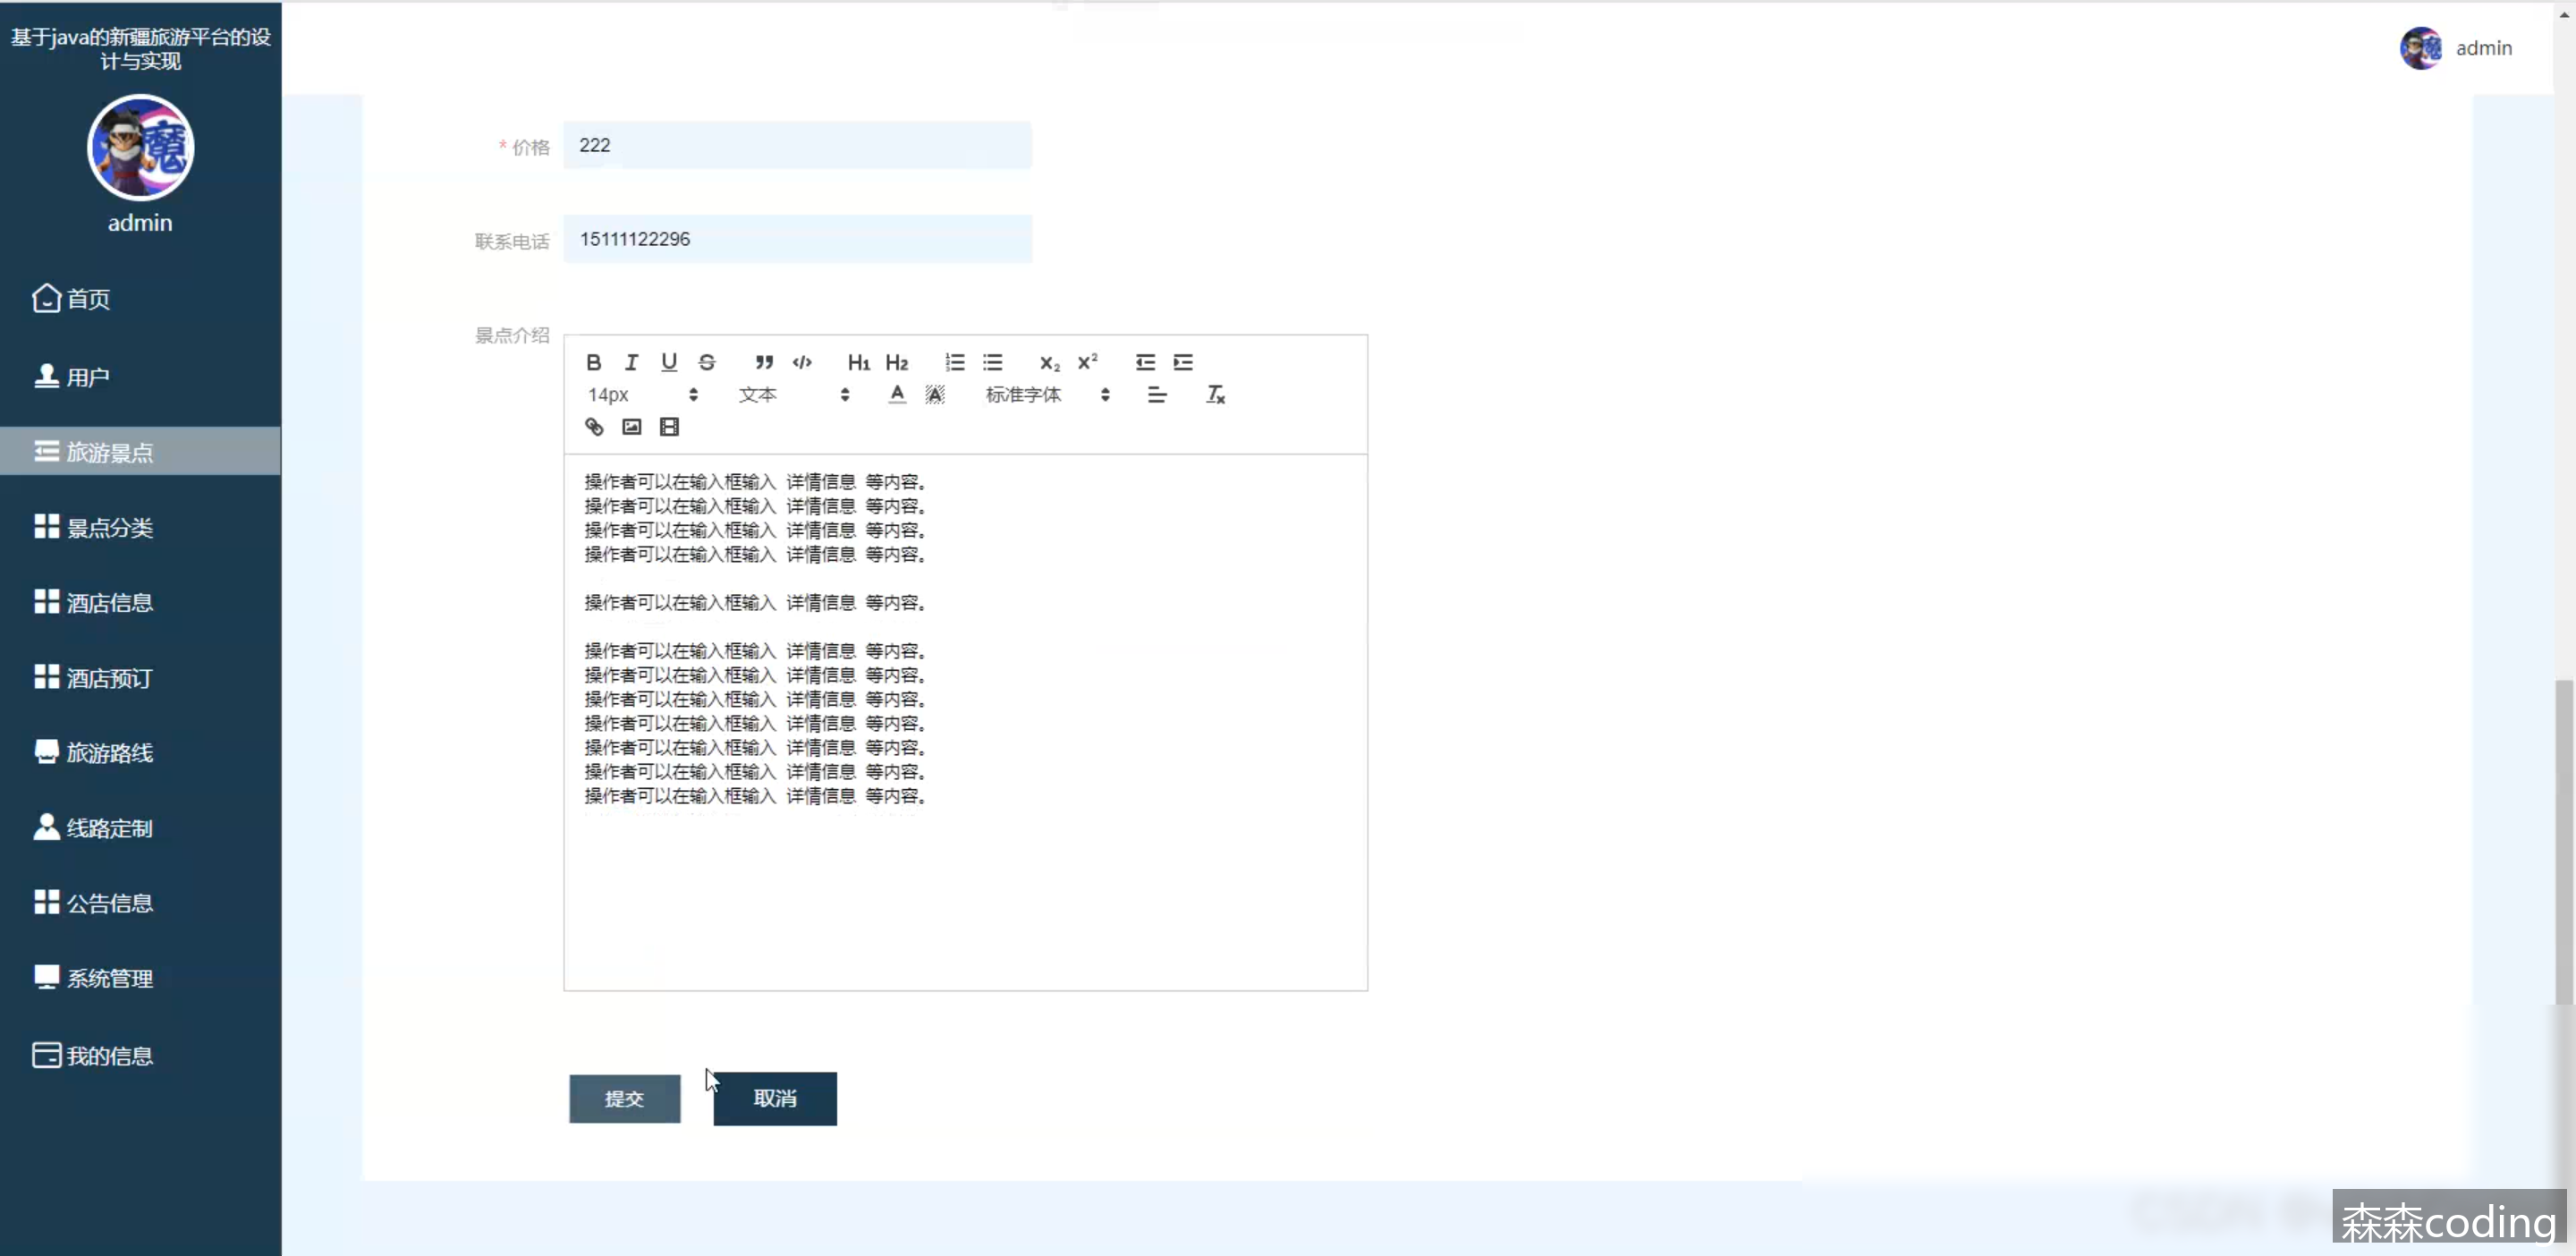 基于java的新疆旅游平台的设
计与实现
魔
admin
首页
用户
旅游景点
景点分类
酒店信息
酒店预订
旅游路线
线路定制
公告信息
系统管理
我的信息
admin
* 价格 222
联系电话 15111122296
景点介绍
B I U S H1 H2 X2 X2
14px 文本 A A 标准字体 Tx
操作者可以在输入框输入 详情信息 等内容。
操作者可以在输入框输入 详情信息 等内容。
操作者可以在输入框输入 详情信息 等内容。
操作者可以在输入框输入 详情信息 等内容。
操作者可以在输入框输入 详情信息 等内容。
操作者可以在输入框输入 详情信息 等内容。
操作者可以在输入框输入 详情信息 等内容。
操作者可以在输入框输入 详情信息 等内容。
操作者可以在输入框输入 详情信息 等内容。
操作者可以在输入框输入 详情信息 等内容。
操作者可以在输入框输入 详情信息 等内容。
操作者可以在输入框输入 详情信息 等内容。
提交 取消
森森coding